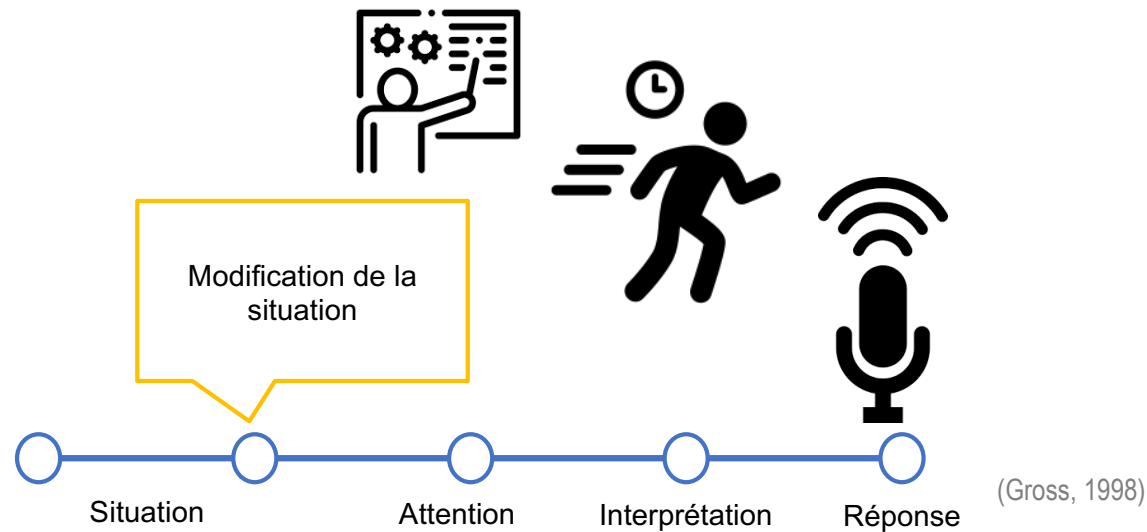 Modification de la
situation
Situation
Attention
Interprétation
Réponse
(Gross, 1998)